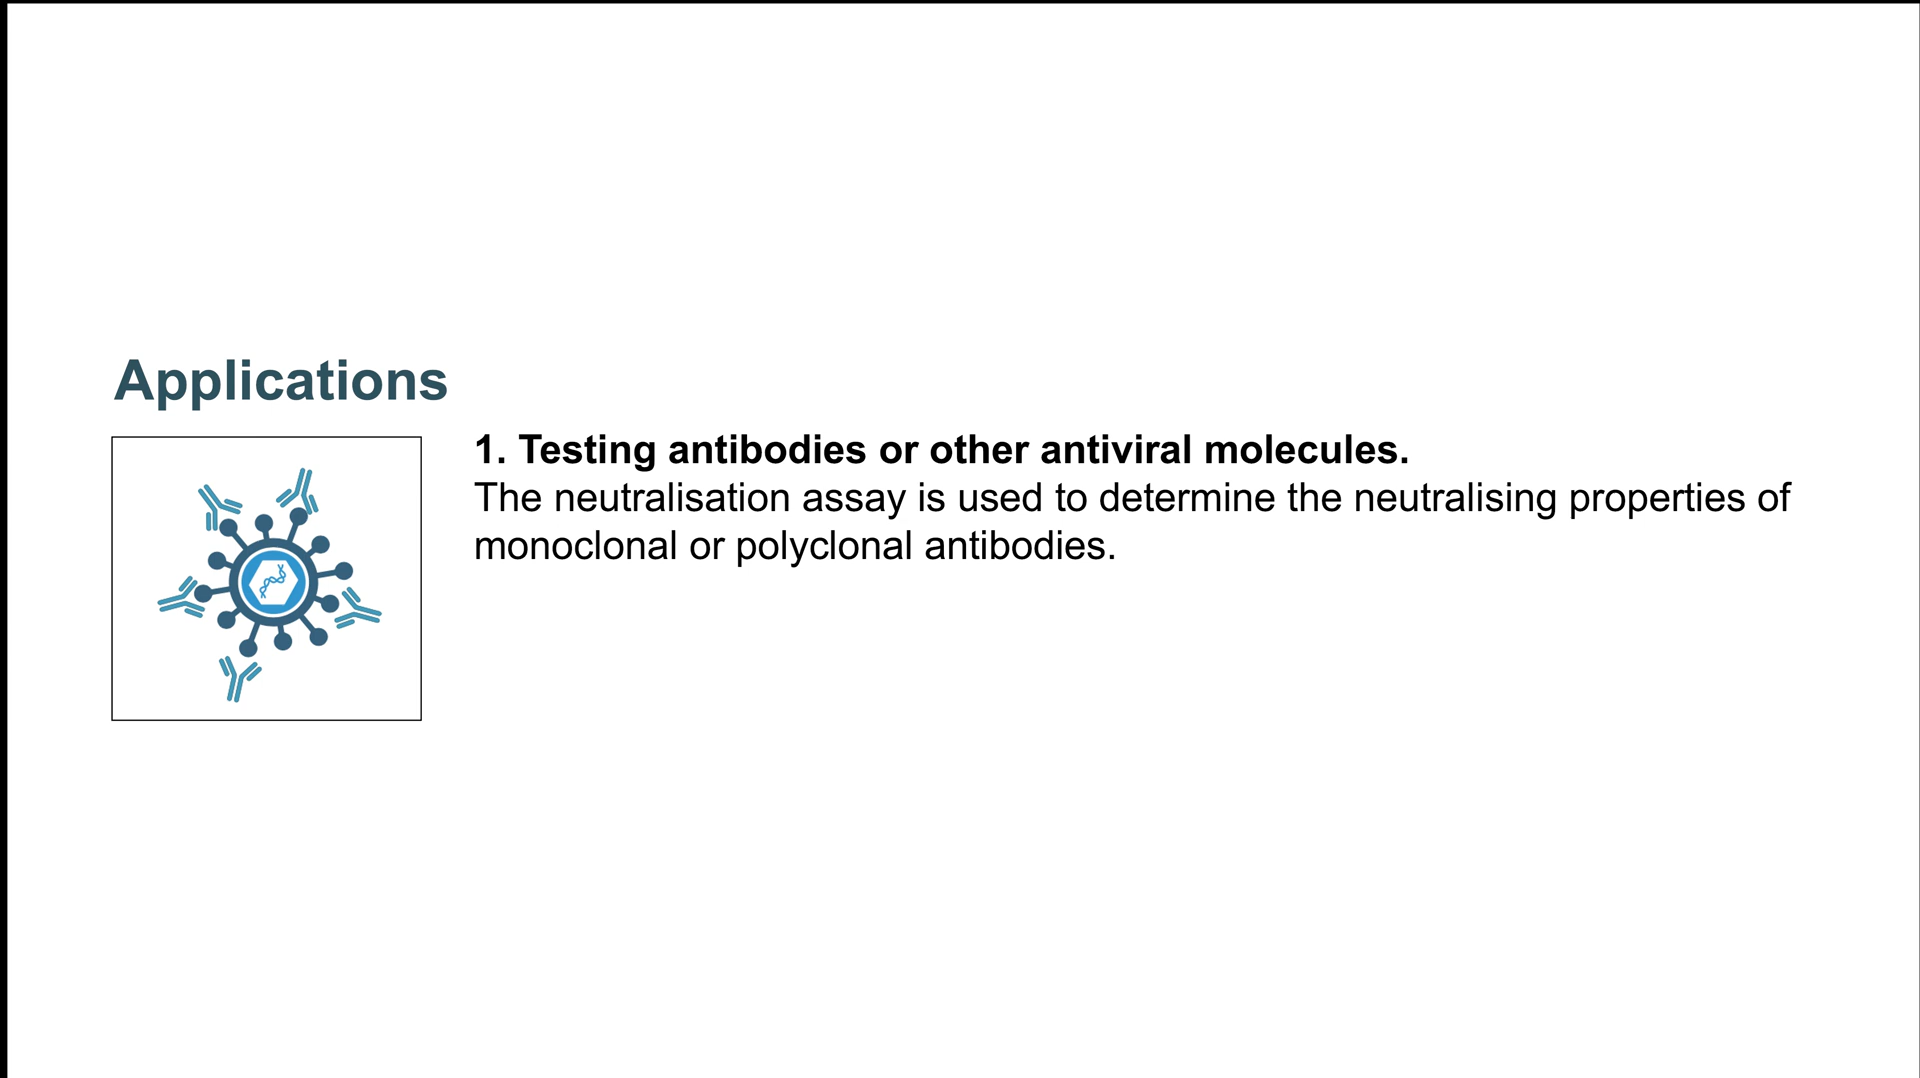 Applications
1. Testing antibodies or other antiviral molecules.
The neutralisation assay is used to determine the neutralising properties of
monoclonal or polyclonal antibodies.